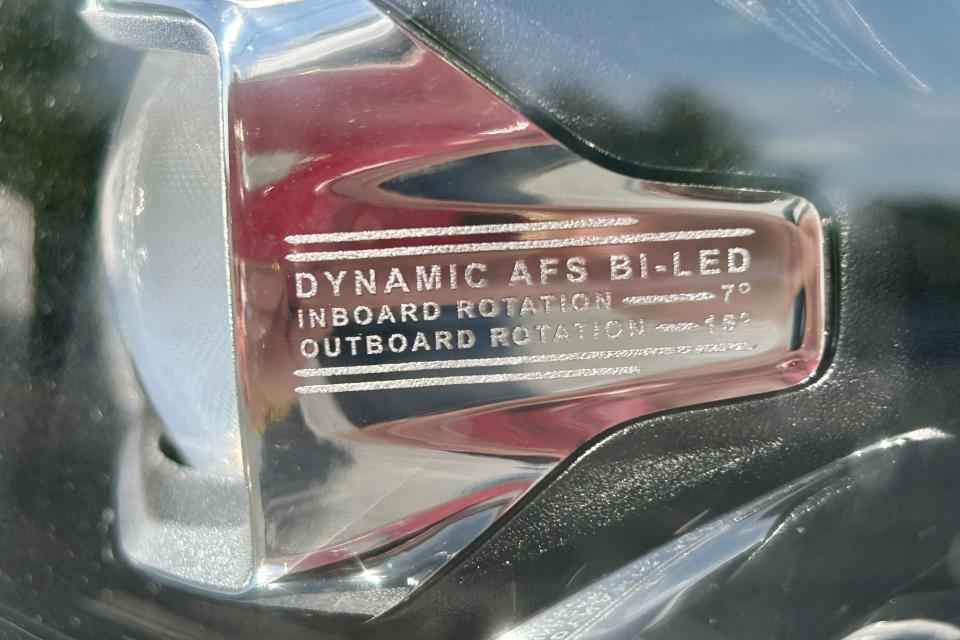 DYNAMIC AFS BI-LED
INBOARD ROTATION 7°
OUTBOARD ROTATION 15°